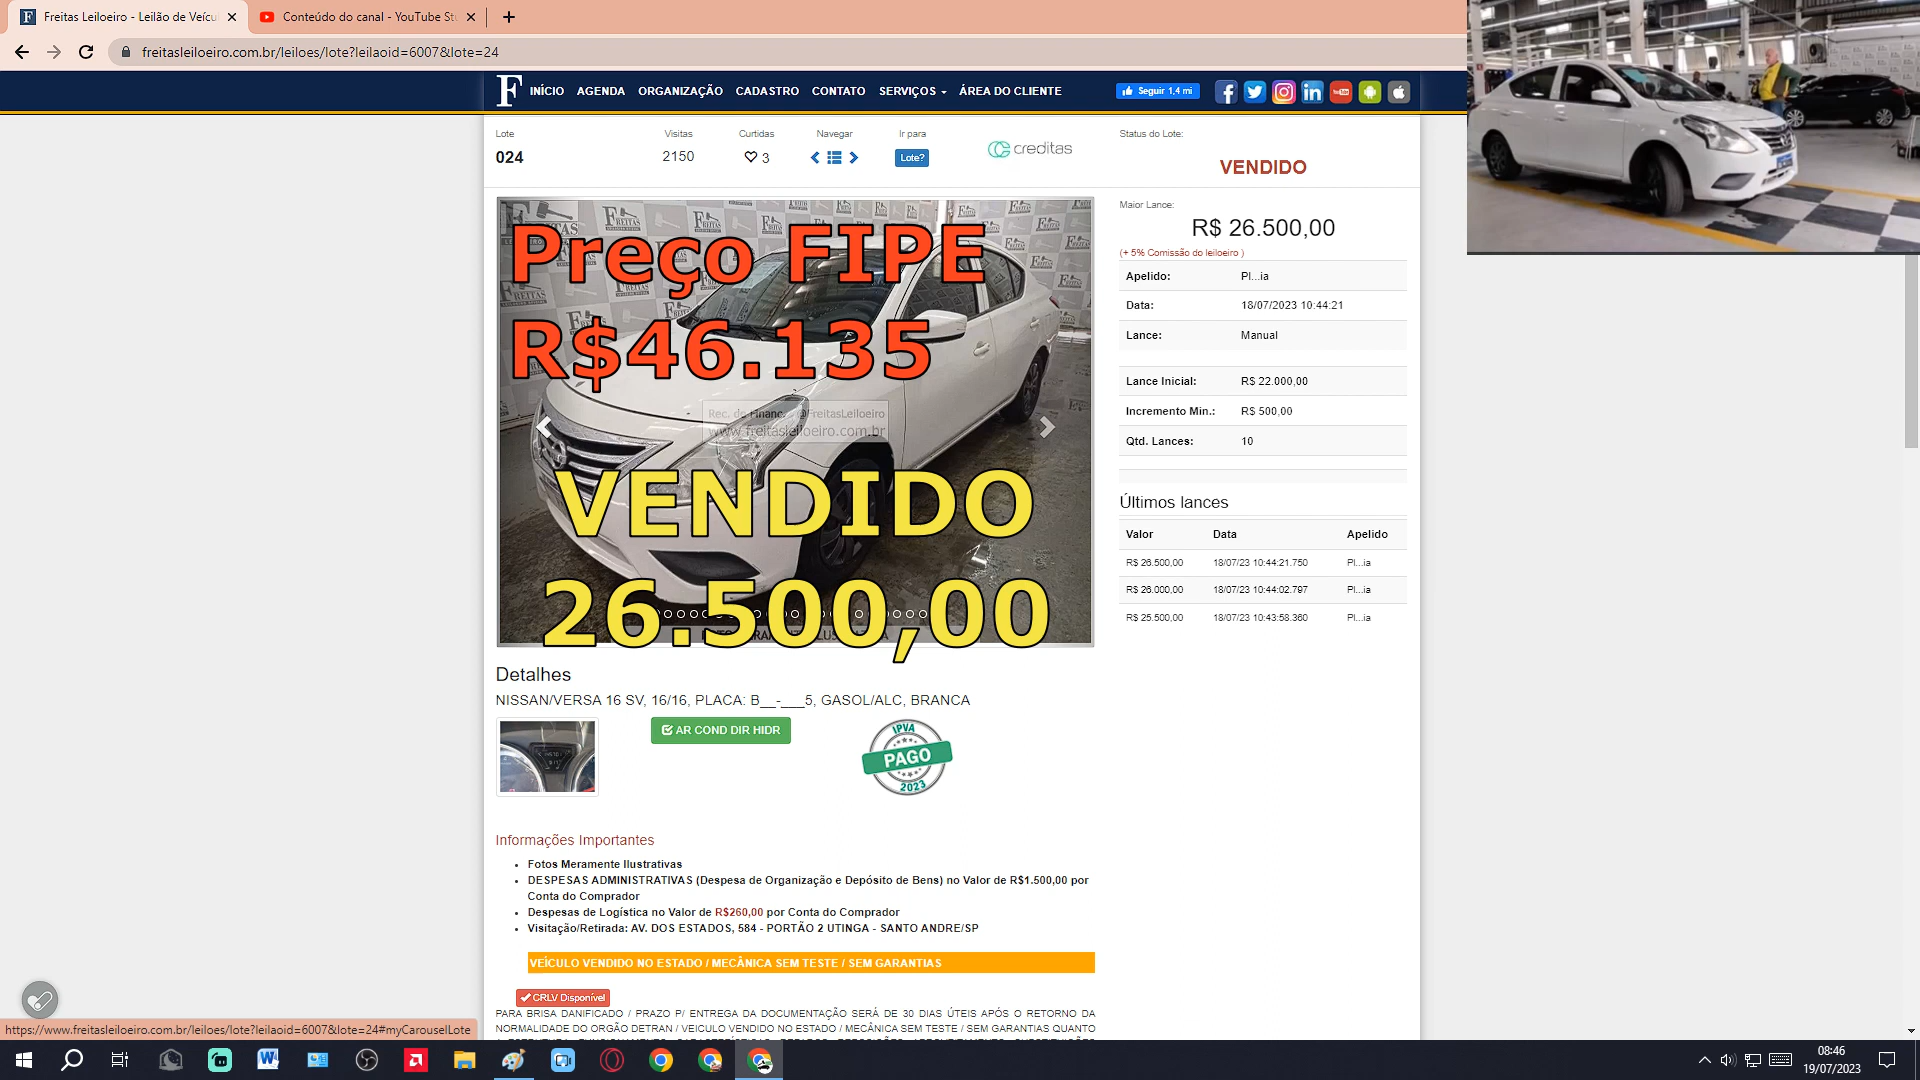 Freitas Leiloeiro - Leilão de Veícu
Conteúdo do canal - YouTube St
freitasleiloeiro.com.br/leiloes/lote?leilaoid=6007&lote=24
F INÍCIO AGENDA ORGANIZAÇÃO CADASTRO CONTATO SERVIÇOS ÁREA DO CLIENTE
Seguir 1,4 mi
Lote
024
Visitas
2150
Curtidas
3
Navegar
Ir para
Lote?
creditas
Status do Lote:
VENDIDO
Preço FIPE
R$46.135
Rec. de Financ. @FreitasLeiloeiro
www.freitasleiloeiro.com.br
VENDIDO
26.500,00
Maior Lance:
R$ 26.500,00
(+ 5% Comissão do leiloeiro )
Apelido: Pl...ia
Data: 18/07/2023 10:44:21
Lance: Manual
Lance Inicial: R$ 22.000,00
Incremento Min.: R$ 500,00
Qtd. Lances: 10
Últimos lances
Valor Data Apelido
R$ 26.500,00 18/07/23 10:44:21.750 Pl...ia
R$ 26.000,00 18/07/23 10:44:02.797 Pl...ia
R$ 25.500,00 18/07/23 10:43:58.360 Pl...ia
Detalhes
NISSAN/VERSA 16 SV, 16/16, PLACA: B__-___5, GASOL/ALC, BRANCA
AR COND DIR HIDR
IPVA
PAGO
2023
Informações Importantes
• Fotos Meramente Ilustrativas
• DESPESAS ADMINISTRATIVAS (Despesa de Organização e Depósito de Bens) no Valor de R$1.500,00 por
Conta do Comprador
• Despesas de Logística no Valor de R$260,00 por Conta do Comprador
• Visitação/Retirada: AV. DOS ESTADOS, 584 - PORTÃO 2 UTINGA - SANTO ANDRE/SP
VEÍCULO VENDIDO NO ESTADO / MECÂNICA SEM TESTE / SEM GARANTIAS
CRLV Disponível
PARA BRISA DANIFICADO / PRAZO P/ ENTREGA DA DOCUMENTAÇÃO SERÁ DE 30 DIAS ÚTEIS APÓS O RETORNO DA
NORMALIDADE DO ORGÃO DETRAN / VEICULO VENDIDO NO ESTADO / MECÂNICA SEM TESTE / SEM GARANTIAS QUANTO
https://www.freitasleiloeiro.com.br/leiloes/lote?leilaoid=6007&lote=24#myCarouselLote
08:46
19/07/2023